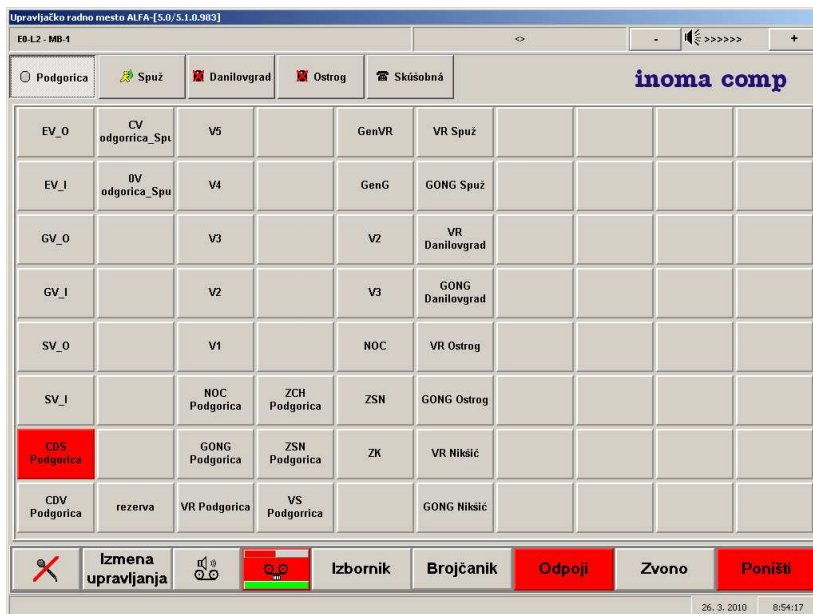 Upravljačko radno mesto ALFA-[5.0/5.1.0.983]
E0-L2 - MB-1 <> - >>>>>> +
Podgorica Spuž Danilovgrad Ostrog Skúšobná
inoma comp
EV_O CV odgorrica_Spu V5 GenVR VR Spuž
EV_I 0V odgorica_Spu V4 GenG GONG Spuž
GV_O V3 V2 VR Danilovgrad
GV_I V2 V3 GONG Danilovgrad
SV_O V1 NOC VR Ostrog
SV_I NOC Podgorica ZCH Podgorica ZSN GONG Ostrog
CDS Podgorica GONG Podgorica ZSN Podgorica ZK VR Nikšić
CDV Podgorica rezerva VR Podgorica VS Podgorrica GONG Nikšić
Izmena upravljanja Izbornik Brojčanik Odpoji Zvono Poništi
26. 3. 2010 8:54:17